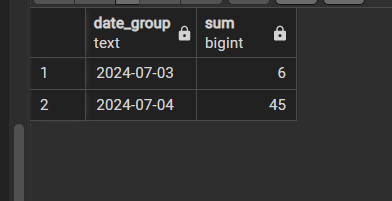 date_group sum
text bigint
1 2024-07-03 6
2 2024-07-04 45